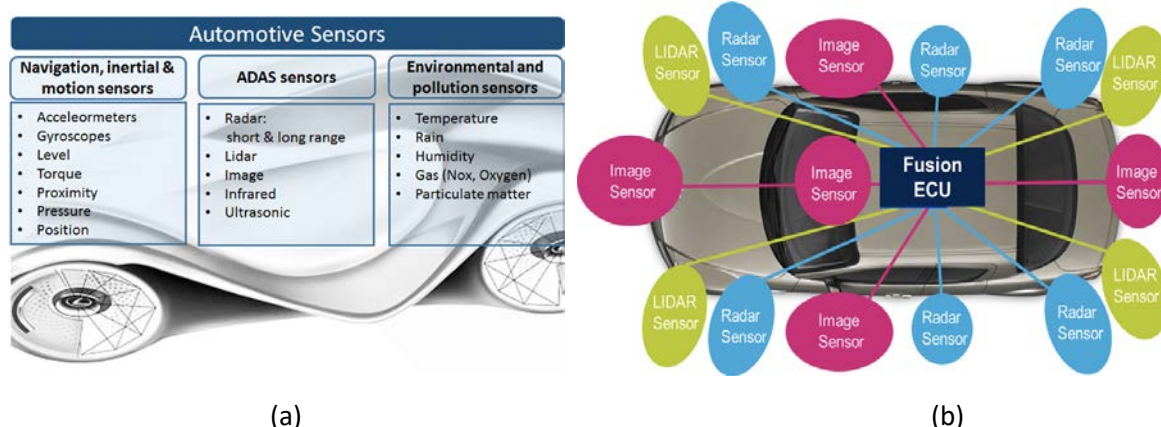 Automotive Sensors
Navigation, inertial &
motion sensors
• Acceleormeters
• Gyroscopes
• Level
• Torque
• Proximity
• Pressure
• Position
ADAS sensors
• Radar:
short & long range
• Lidar
• Image
• Infrared
• Ultrasonic
Environmental and
pollution sensors
• Temperature
• Rain
• Humidity
• Gas (Nox, Oxygen)
• Particulate matter
(a)
LIDAR
Sensor
Radar
Sensor
Image
Sensor
Radar
Sensor
Radar
Sensor
LIDAR
Sensor
Image
Sensor
Image
Sensor
Fusion
ECU
Image
Sensor
LIDAR
Sensor
Radar
Sensor
Image
Sensor
Radar
Sensor
Radar
Sensor
LIDAR
Sensor
(b)